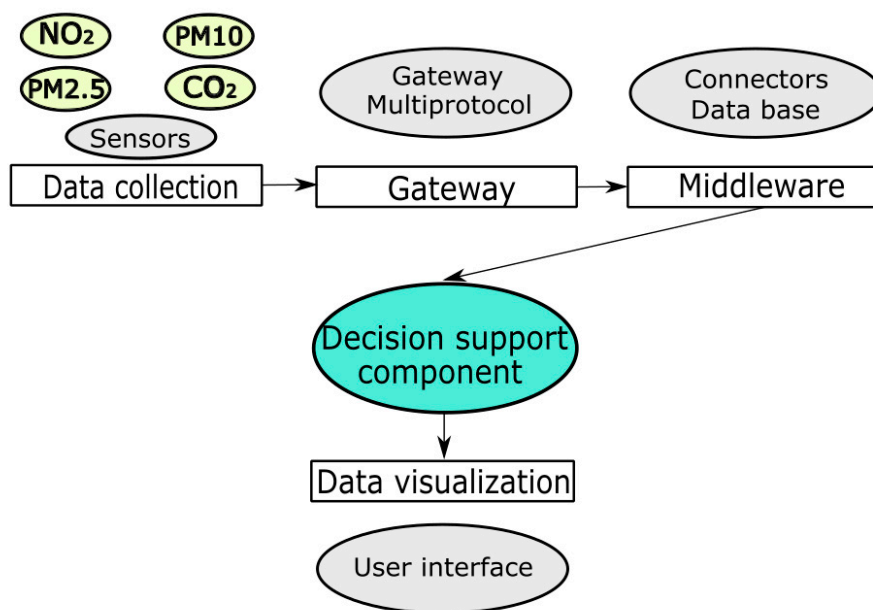 NO₂
PM10
PM2.5
CO₂
Sensors
Gateway
Multiprotocol
Connectors
Data base
Data collection
Gateway
Middleware
Decision support
component
Data visualization
User interface